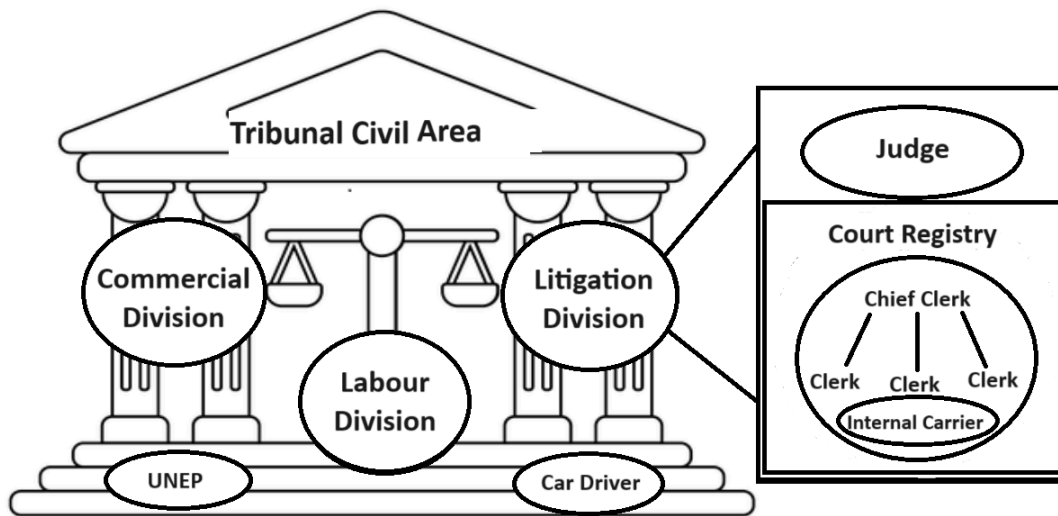 Tribunal Civil Area
Commercial
Division
Litigation
Division
Labour
Division
UNEP
Car Driver
Judge
Court Registry
Chief Clerk
Clerk
Clerk
Clerk
Internal Carrier